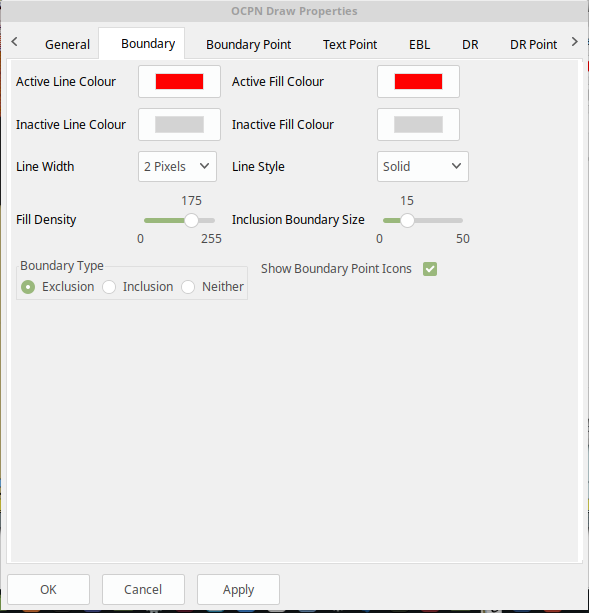 OCPN Draw Properties
General Boundary Boundary Point Text Point EBL DR DR Point
Active Line Colour Active Fill Colour
Inactive Line Colour Inactive Fill Colour
Line Width 2 Pixels Line Style Solid
175 15
Fill Density Inclusion Boundary Size
0 255 0 50
Boundary Type Show Boundary Point Icons
Exclusion Inclusion Neither
OK Cancel Apply